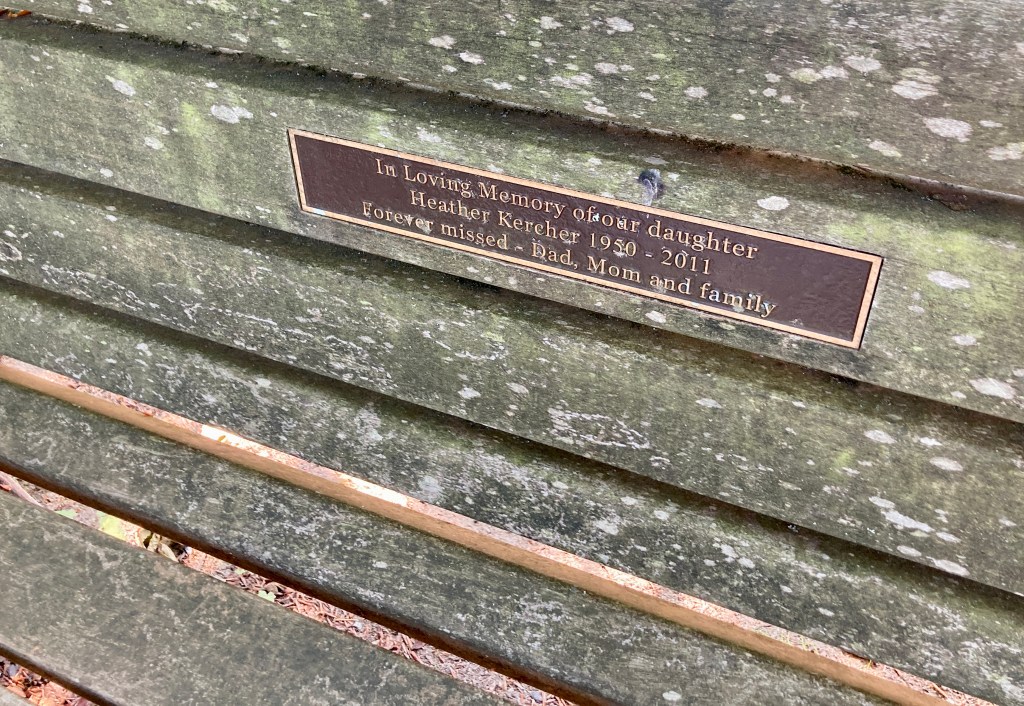 In Loving Memory of our daughter
Heather Kercher 1950 - 2011
Forever missed - Dad, Mom and family